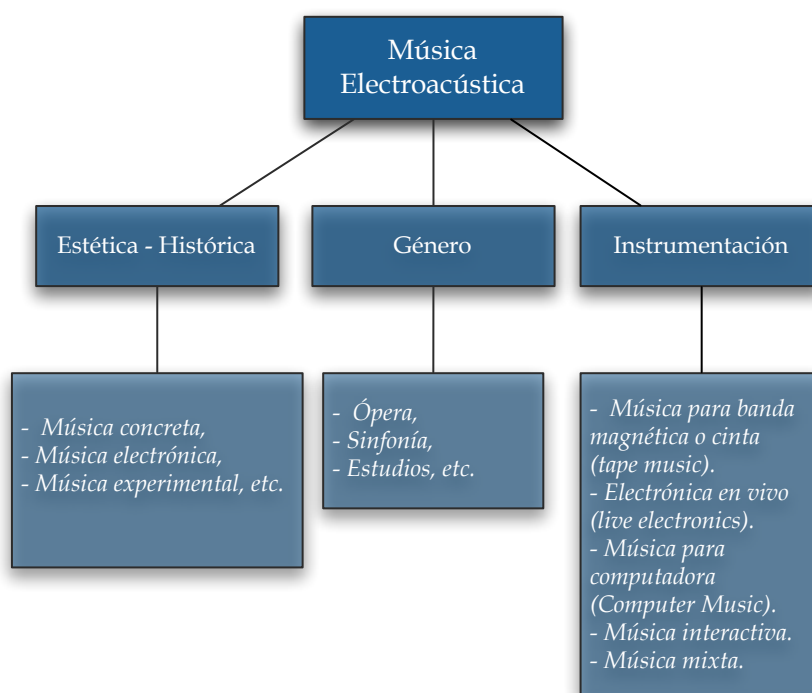 Música
Electroacústica
Estética - Histórica
Género
Instrumentación
- Música concreta,
- Música electrónica,
- Música experimental, etc.
- Ópera,
- Sinfonía,
- Estudios, etc.
- Música para banda
magnética o cinta
(tape music).
- Electrónica en vivo
(live electronics).
- Música para
computadora
(Computer Music).
- Música interactiva.
- Música mixta.